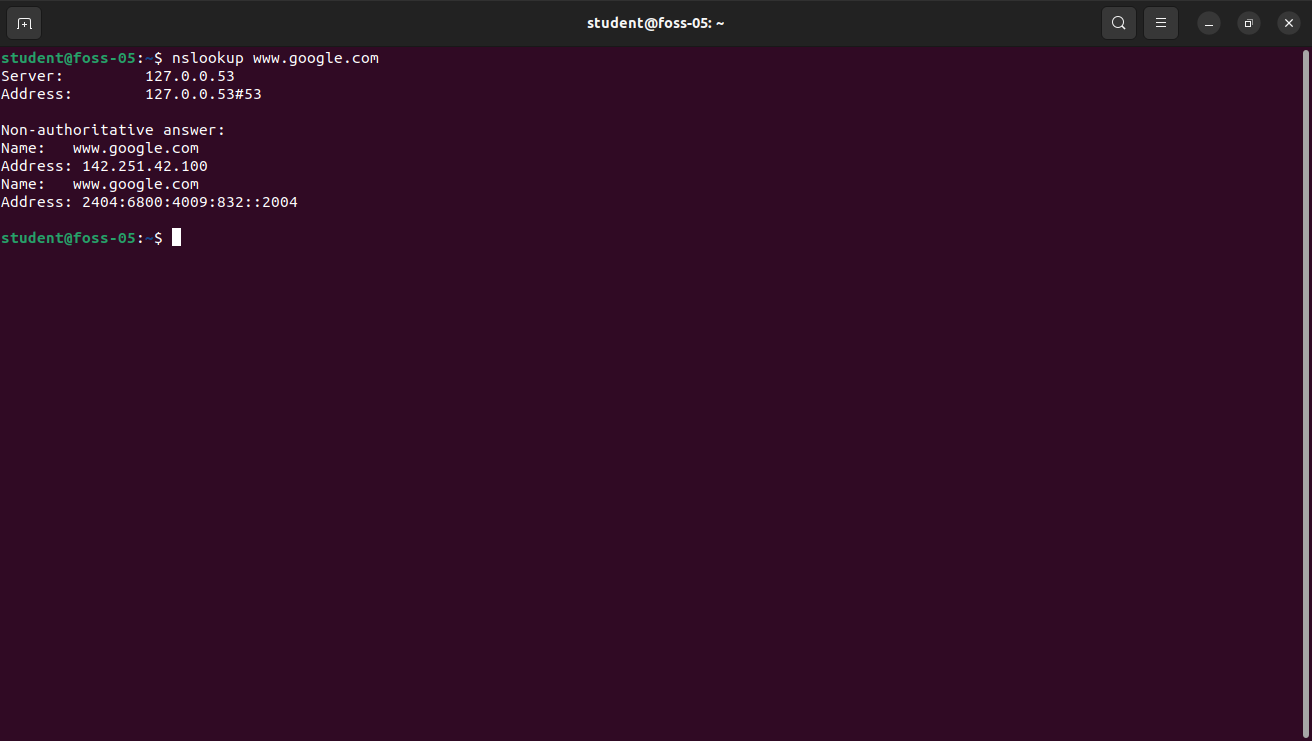 student@foss-05: ~
student@foss-05:~$ nslookup www.google.com
Server:         127.0.0.53
Address:        127.0.0.53#53

Non-authoritative answer:
Name:   www.google.com
Address: 142.251.42.100
Name:   www.google.com
Address: 2404:6800:4009:832::2004

student@foss-05:~$